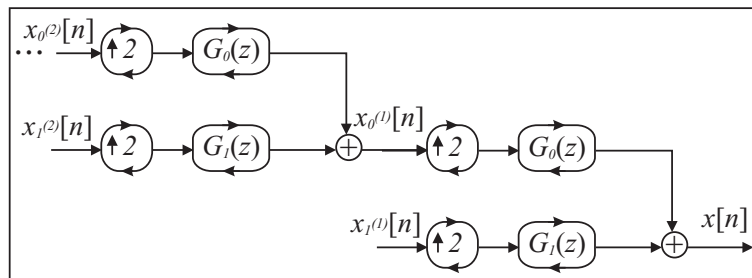 x₀⁽²⁾[n] ↑2 G₀(z)
...
x₁⁽²⁾[n] ↑2 G₁(z) + x₀⁽¹⁾[n] ↑2 G₀(z)
x₁⁽¹⁾[n] ↑2 G₁(z) + x[n]